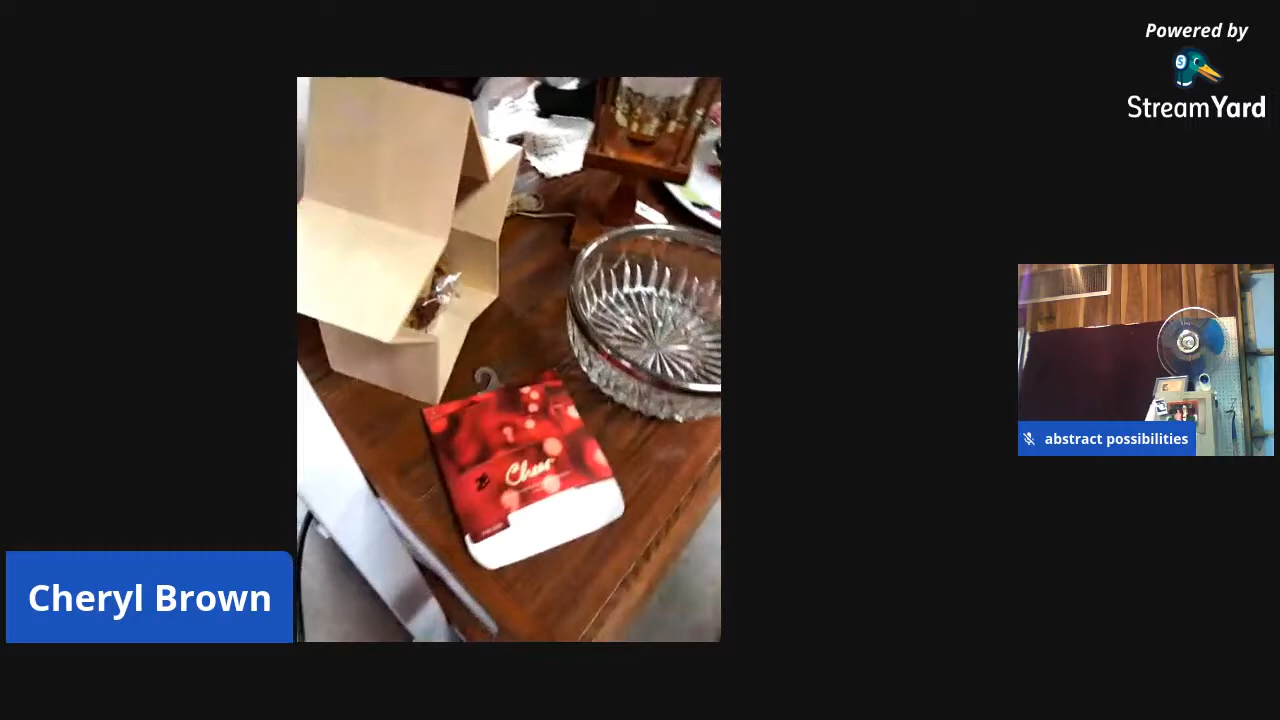 Powered by
StreamYard
Cheer
abstract possibilities
Cheryl Brown